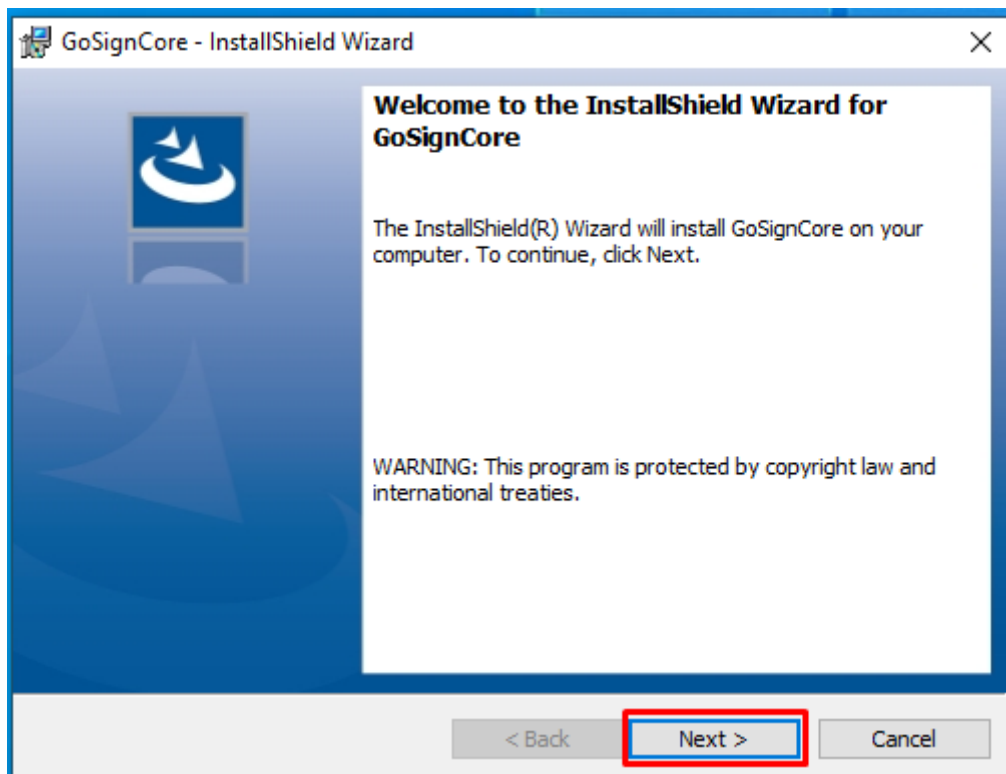 GoSignCore - InstallShield Wizard
Welcome to the InstallShield Wizard for
GoSignCore
The InstallShield(R) Wizard will install GoSignCore on your
computer. To continue, click Next.
WARNING: This program is protected by copyright law and
international treaties.
< Back
Next >
Cancel